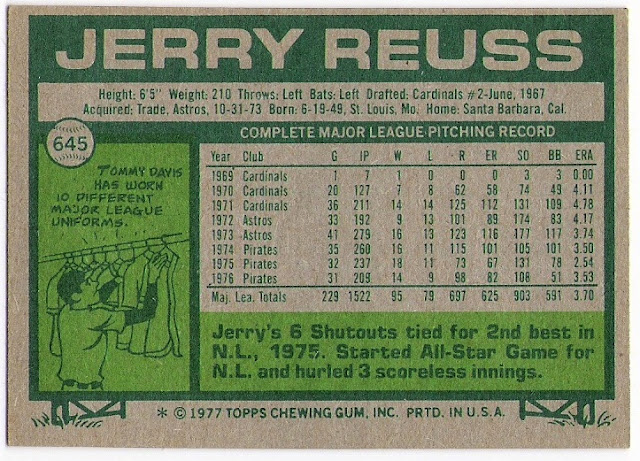 JERRY REUSS
Height: 6'5" Weight: 210 Throws: Left Bats: Left Drafted: Cardinals #2-June, 1967
Acquired: Trade, Astros, 10-31-73 Born: 6-19-49, St. Louis, Mo. Home: Santa Barbara, Cal.
645
COMPLETE MAJOR LEAGUE PITCHING RECORD
TOMMY DAVIS
HAS WORN
10 DIFFERENT
MAJOR LEAGUE
UNIFORMS.
Year Club G IP W L R ER SO BB ERA
1969 Cardinals 1 7 1 0 0 0 3 3 0.00
1970 Cardinals 20 127 7 8 62 58 74 49 4.11
1971 Cardinals 36 211 14 14 125 112 131 109 4.78
1972 Astros 33 192 9 13 101 89 174 83 4.17
1973 Astros 41 279 16 13 123 116 177 117 3.74
1974 Pirates 35 260 16 11 115 101 105 101 3.50
1975 Pirates 32 237 18 11 73 67 131 78 2.54
1976 Pirates 31 209 14 9 98 82 108 51 3.53
Maj. Lea. Totals 229 1522 95 79 697 625 903 591 3.70
Jerry's 6 Shutouts tied for 2nd best in
N.L., 1975. Started All-Star Game for
N.L. and hurled 3 scoreless innings.
* © 1977 TOPPS CHEWING GUM, INC. PRTD. IN U.S.A.